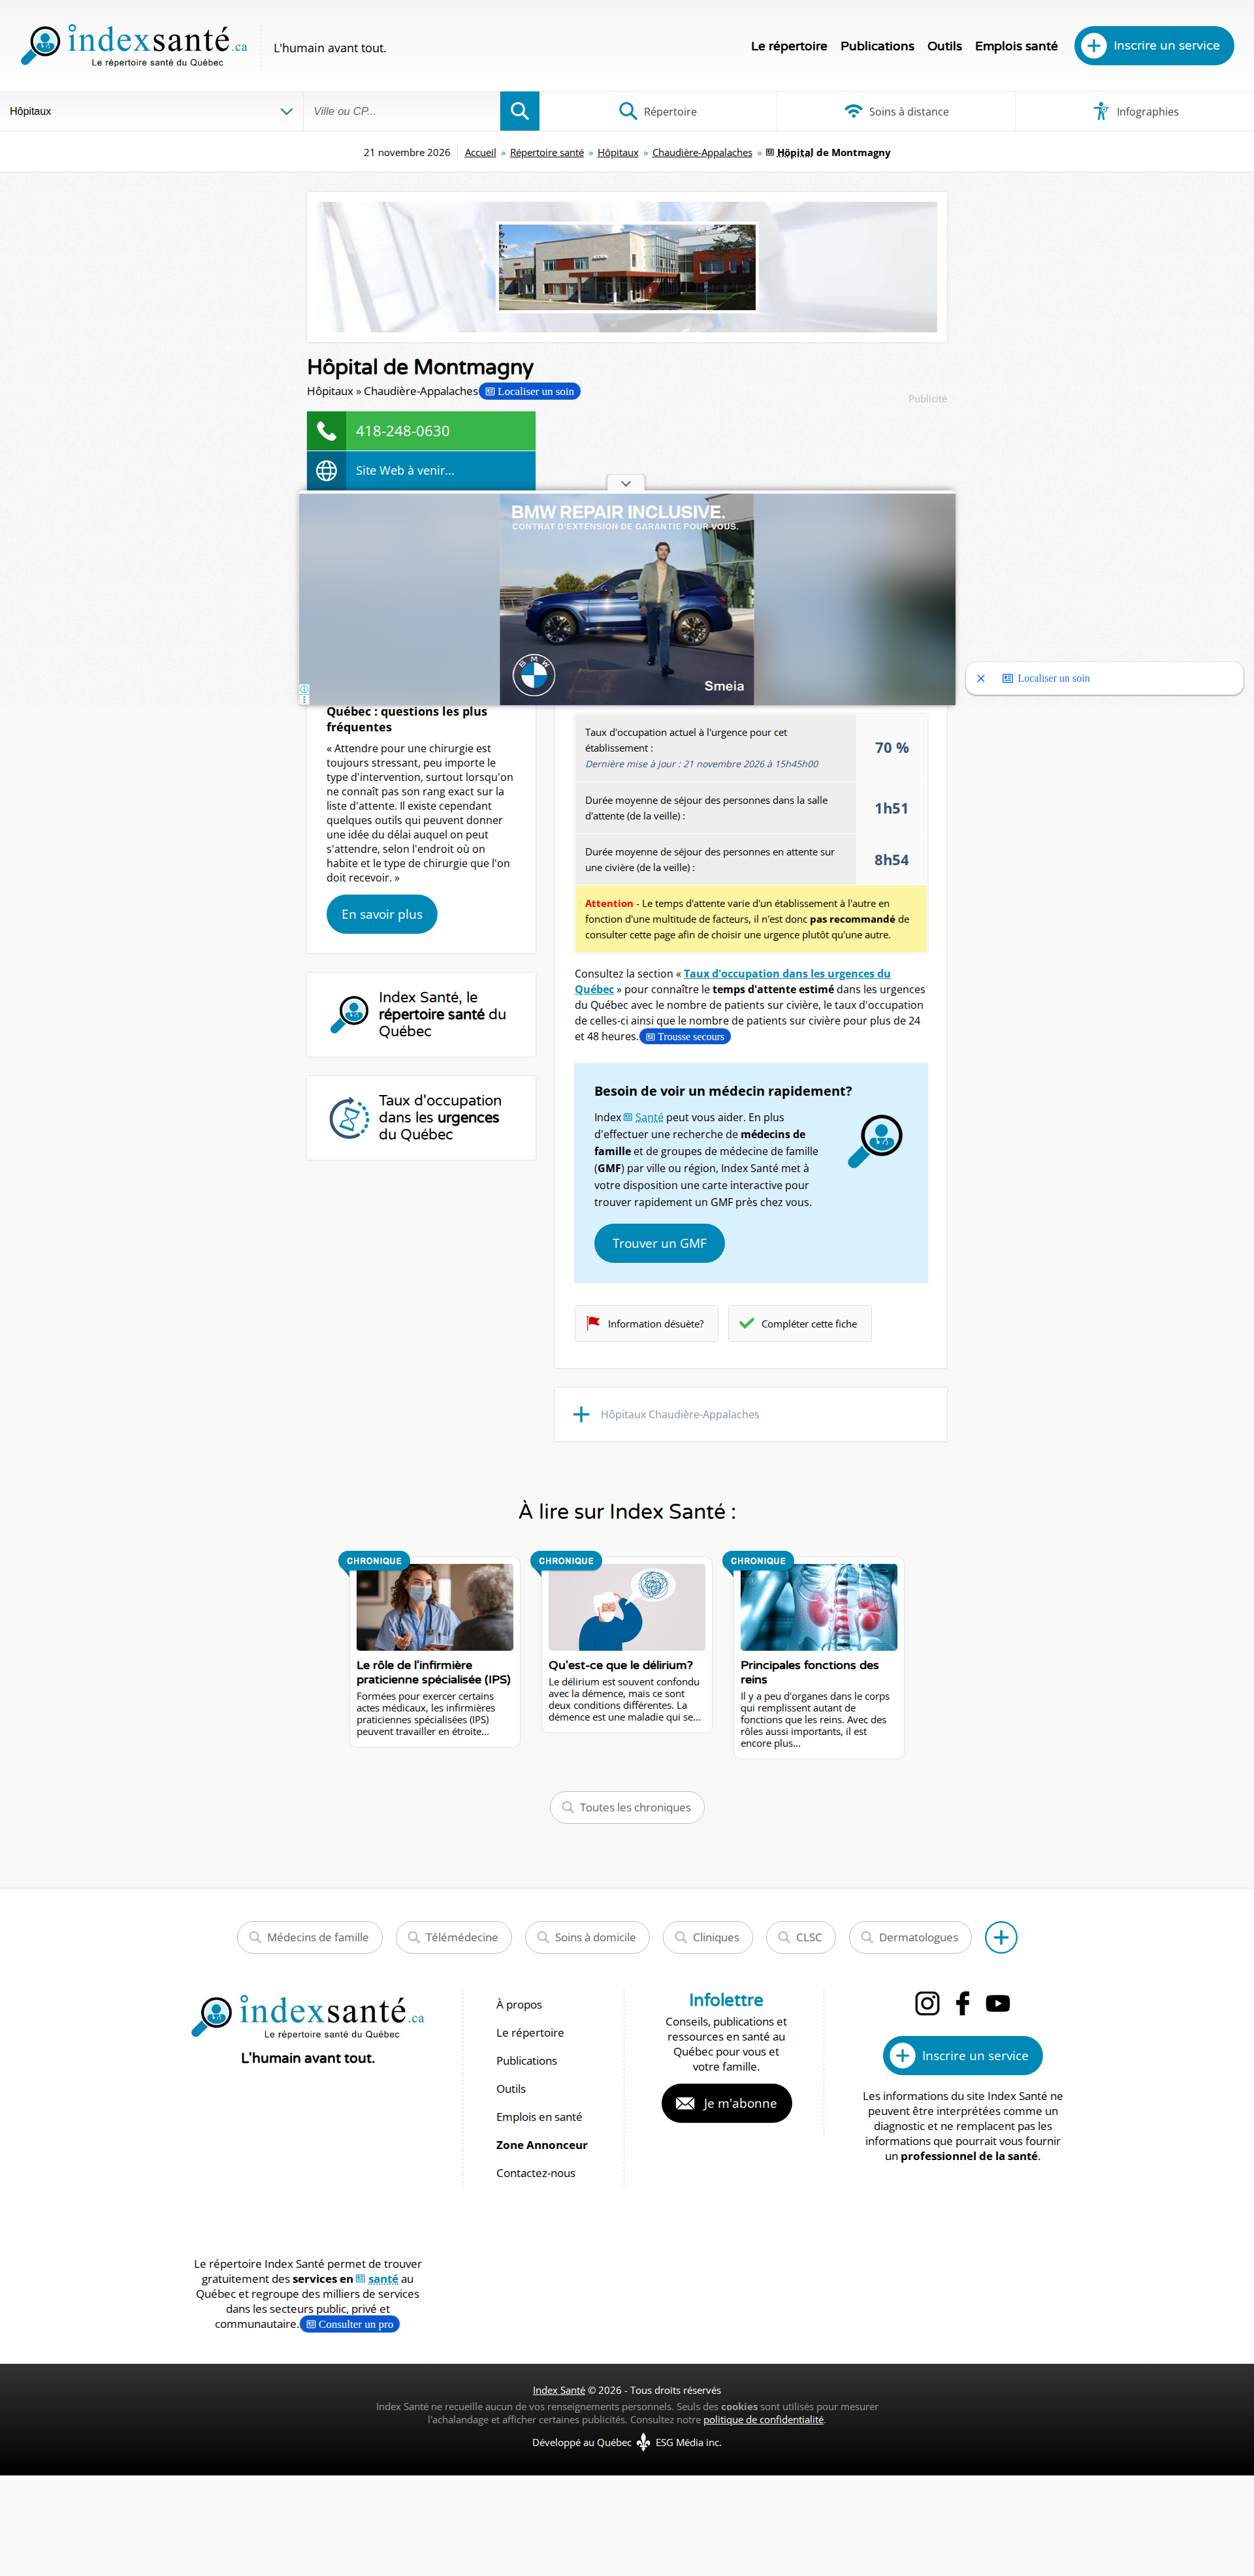 indexsanté.ca
Le répertoire santé du Québec
L'humain avant tout.
Le répertoire
Publications
Outils
Emplois santé
Inscrire un service
Hôpitaux
Ville ou CP...
Répertoire
Soins à distance
Infographies
21 novembre 2026
Accueil » Répertoire santé » Hôpitaux » Chaudière-Appalaches » Hôpital de Montmagny
Hôpital de Montmagny
Hôpitaux » Chaudière-Appalaches
Localiser un soin
Publicité
418-248-0630
Site Web à venir...
BMW REPAIR INCLUSIVE.
CONTRAT D'EXTENSION DE GARANTIE POUR VOUS.
BMW
Smeia
Localiser un soin
Québec : questions les plus
fréquentes
« Attendre pour une chirurgie est
toujours stressant, peu importe le
type d'intervention, surtout lorsqu'on
ne connaît pas son rang exact sur la
liste d'attente. Il existe cependant
quelques outils qui peuvent donner
une idée du délai auquel on peut
s'attendre, selon l'endroit où on
habite et le type de chirurgie que l'on
doit recevoir. »
En savoir plus
Index Santé, le
répertoire santé du
Québec
Taux d'occupation
dans les urgences
du Québec
Taux d'occupation actuel à l'urgence pour cet
établissement :
Dernière mise à jour : 21 novembre 2026 à 15h45h00
70 %
Durée moyenne de séjour des personnes dans la salle
d'attente (de la veille) :
1h51
Durée moyenne de séjour des personnes en attente sur
une civière (de la veille) :
8h54
Attention - Le temps d'attente varie d'un établissement à l'autre en
fonction d'une multitude de facteurs, il n'est donc pas recommandé de
consulter cette page afin de choisir une urgence plutôt qu'une autre.
Consultez la section « Taux d'occupation dans les urgences du
Québec » pour connaître le temps d'attente estimé dans les urgences
du Québec avec le nombre de patients sur civière, le taux d'occupation
de celles-ci ainsi que le nombre de patients sur civière pour plus de 24
et 48 heures.
Trousse secours
Besoin de voir un médecin rapidement?
Index Santé peut vous aider. En plus
d'effectuer une recherche de médecins de
famille et de groupes de médecine de famille
(GMF) par ville ou région, Index Santé met à
votre disposition une carte interactive pour
trouver rapidement un GMF près chez vous.
Trouver un GMF
Information désuète?
Compléter cette fiche
Hôpitaux Chaudière-Appalaches
À lire sur Index Santé :
CHRONIQUE
Le rôle de l'infirmière
praticienne spécialisée (IPS)
Formées pour exercer certains
actes médicaux, les infirmières
praticiennes spécialisées (IPS)
peuvent travailler en étroite...
CHRONIQUE
Qu'est-ce que le délirium?
Le délirium est souvent confondu
avec la démence, mais ce sont
deux conditions différentes. La
démence est une maladie qui se...
CHRONIQUE
Principales fonctions des
reins
Il y a peu d'organes dans le corps
qui remplissent autant de
fonctions que les reins. Avec des
rôles aussi importants, il est
encore plus...
Toutes les chroniques
Médecins de famille
Télémédecine
Soins à domicile
Cliniques
CLSC
Dermatologues
indexsanté.ca
Le répertoire santé du Québec
L'humain avant tout.
À propos
Le répertoire
Publications
Outils
Emplois en santé
Zone Annonceur
Contactez-nous
Infolettre
Conseils, publications et
ressources en santé au
Québec pour vous et
votre famille.
Je m'abonne
Inscrire un service
Les informations du site Index Santé ne
peuvent être interprétées comme un
diagnostic et ne remplacent pas les
informations que pourrait vous fournir
un professionnel de la santé.
Le répertoire Index Santé permet de trouver
gratuitement des services en santé au
Québec et regroupe des milliers de services
dans les secteurs public, privé et
communautaire.
Consulter un pro
Index Santé © 2026 - Tous droits réservés
Index Santé ne recueille aucun de vos renseignements personnels. Seuls des cookies sont utilisés pour mesurer
l'achalandage et afficher certaines publicités. Consultez notre politique de confidentialité.
Développé au Québec ESG Média inc.